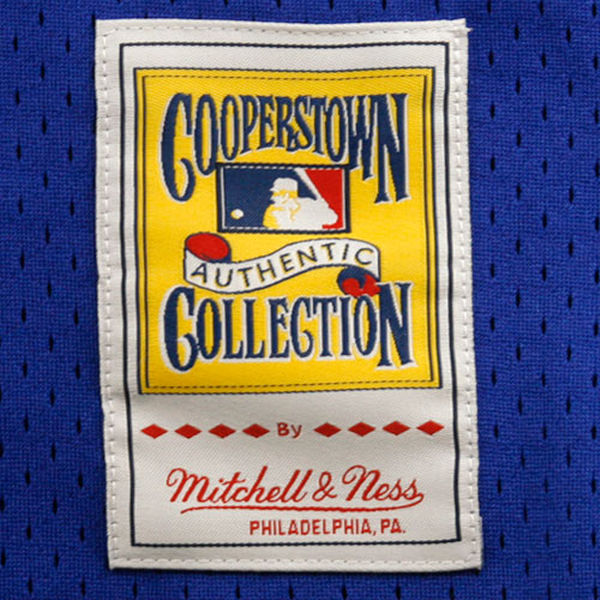 COOPERSTOWN
AUTHENTIC
COLLECTION
By
Mitchell & Ness
PHILADELPHIA, PA.